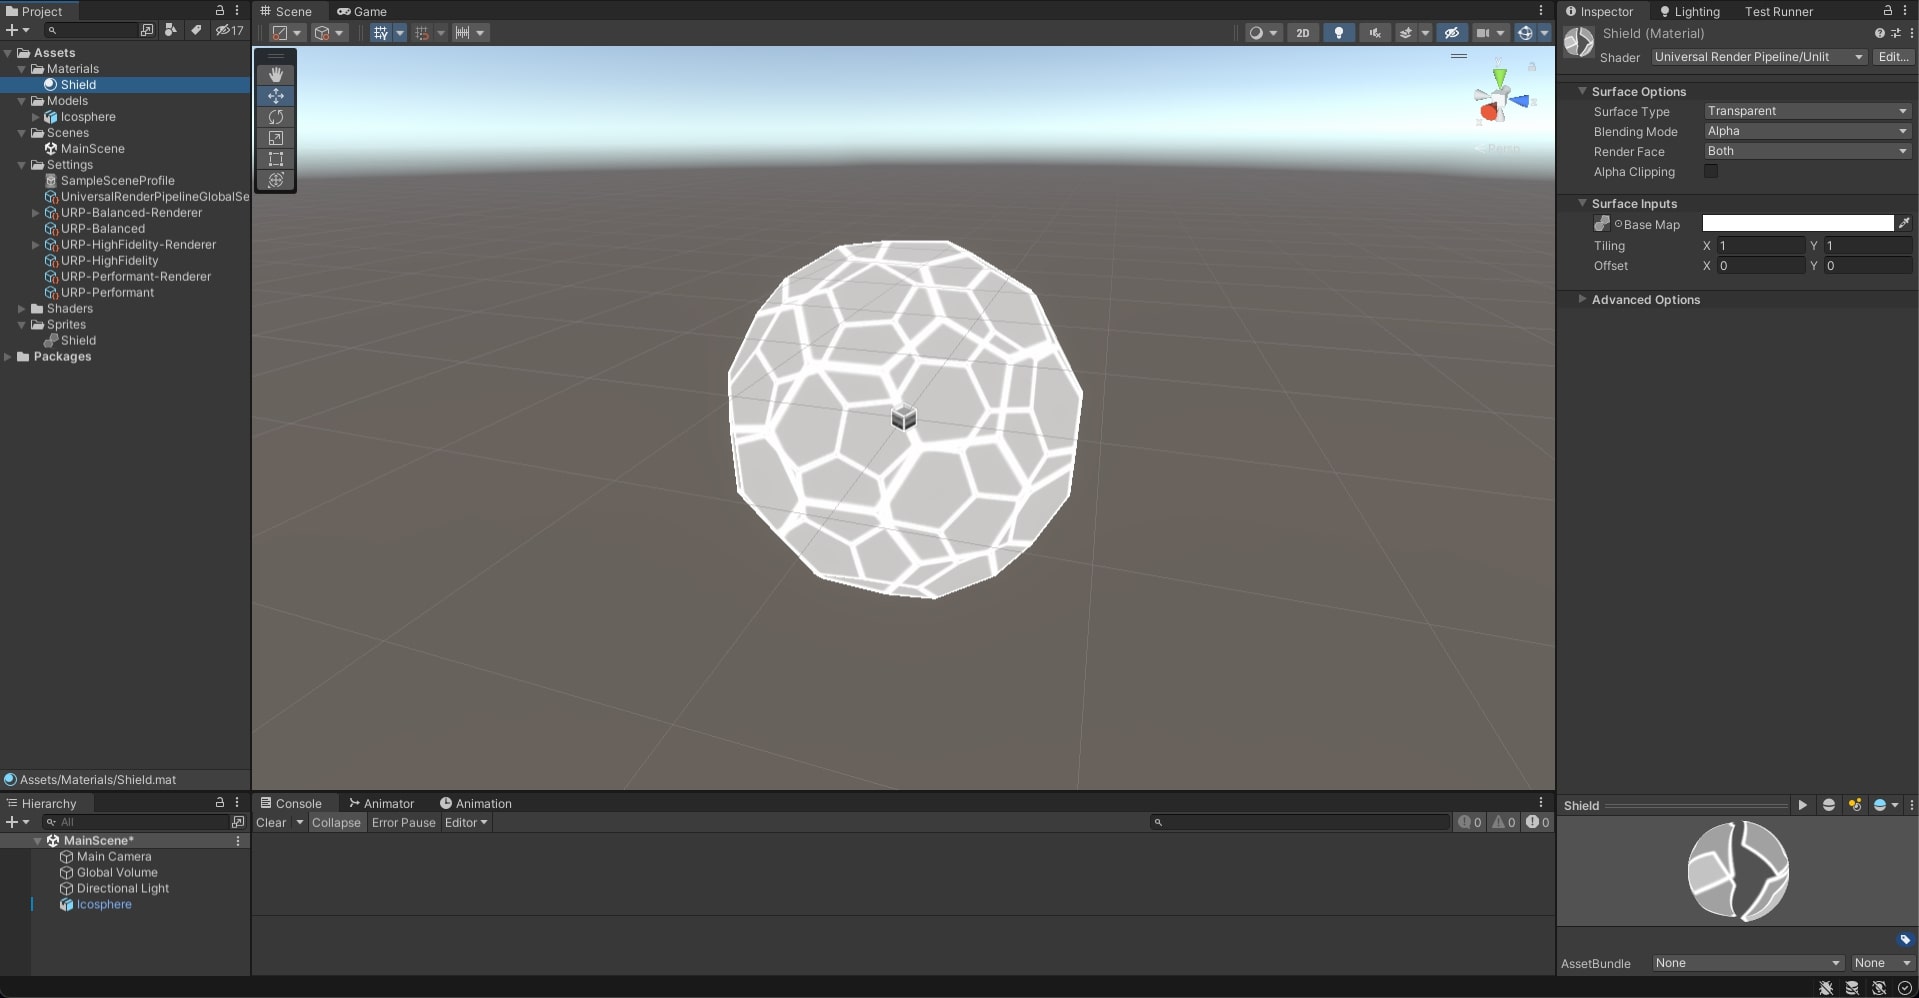 Project
17
Assets
Materials
Shield
Models
Icosphere
Scenes
MainScene
Settings
SampleSceneProfile
UniversalRenderPipelineGlobalSe
URP-Balanced-Renderer
URP-Balanced
URP-HighFidelity-Renderer
URP-HighFidelity
URP-Performant-Renderer
URP-Performant
Shaders
Sprites
Shield
Packages
Assets/Materials/Shield.mat
Hierarchy
All
MainScene*
Main Camera
Global Volume
Directional Light
Icosphere
Scene Game
2D
y
x
z
Persp
Console Animator Animation
Clear Collapse Error Pause Editor
0 0 0
Inspector Lighting Test Runner
Shield (Material)
Shader Universal Render Pipeline/Unlit Edit...
Surface Options
Surface Type Transparent
Blending Mode Alpha
Render Face Both
Alpha Clipping
Surface Inputs
Base Map
Tiling X 1 Y 1
Offset X 0 Y 0
Advanced Options
Shield
AssetBundle None None